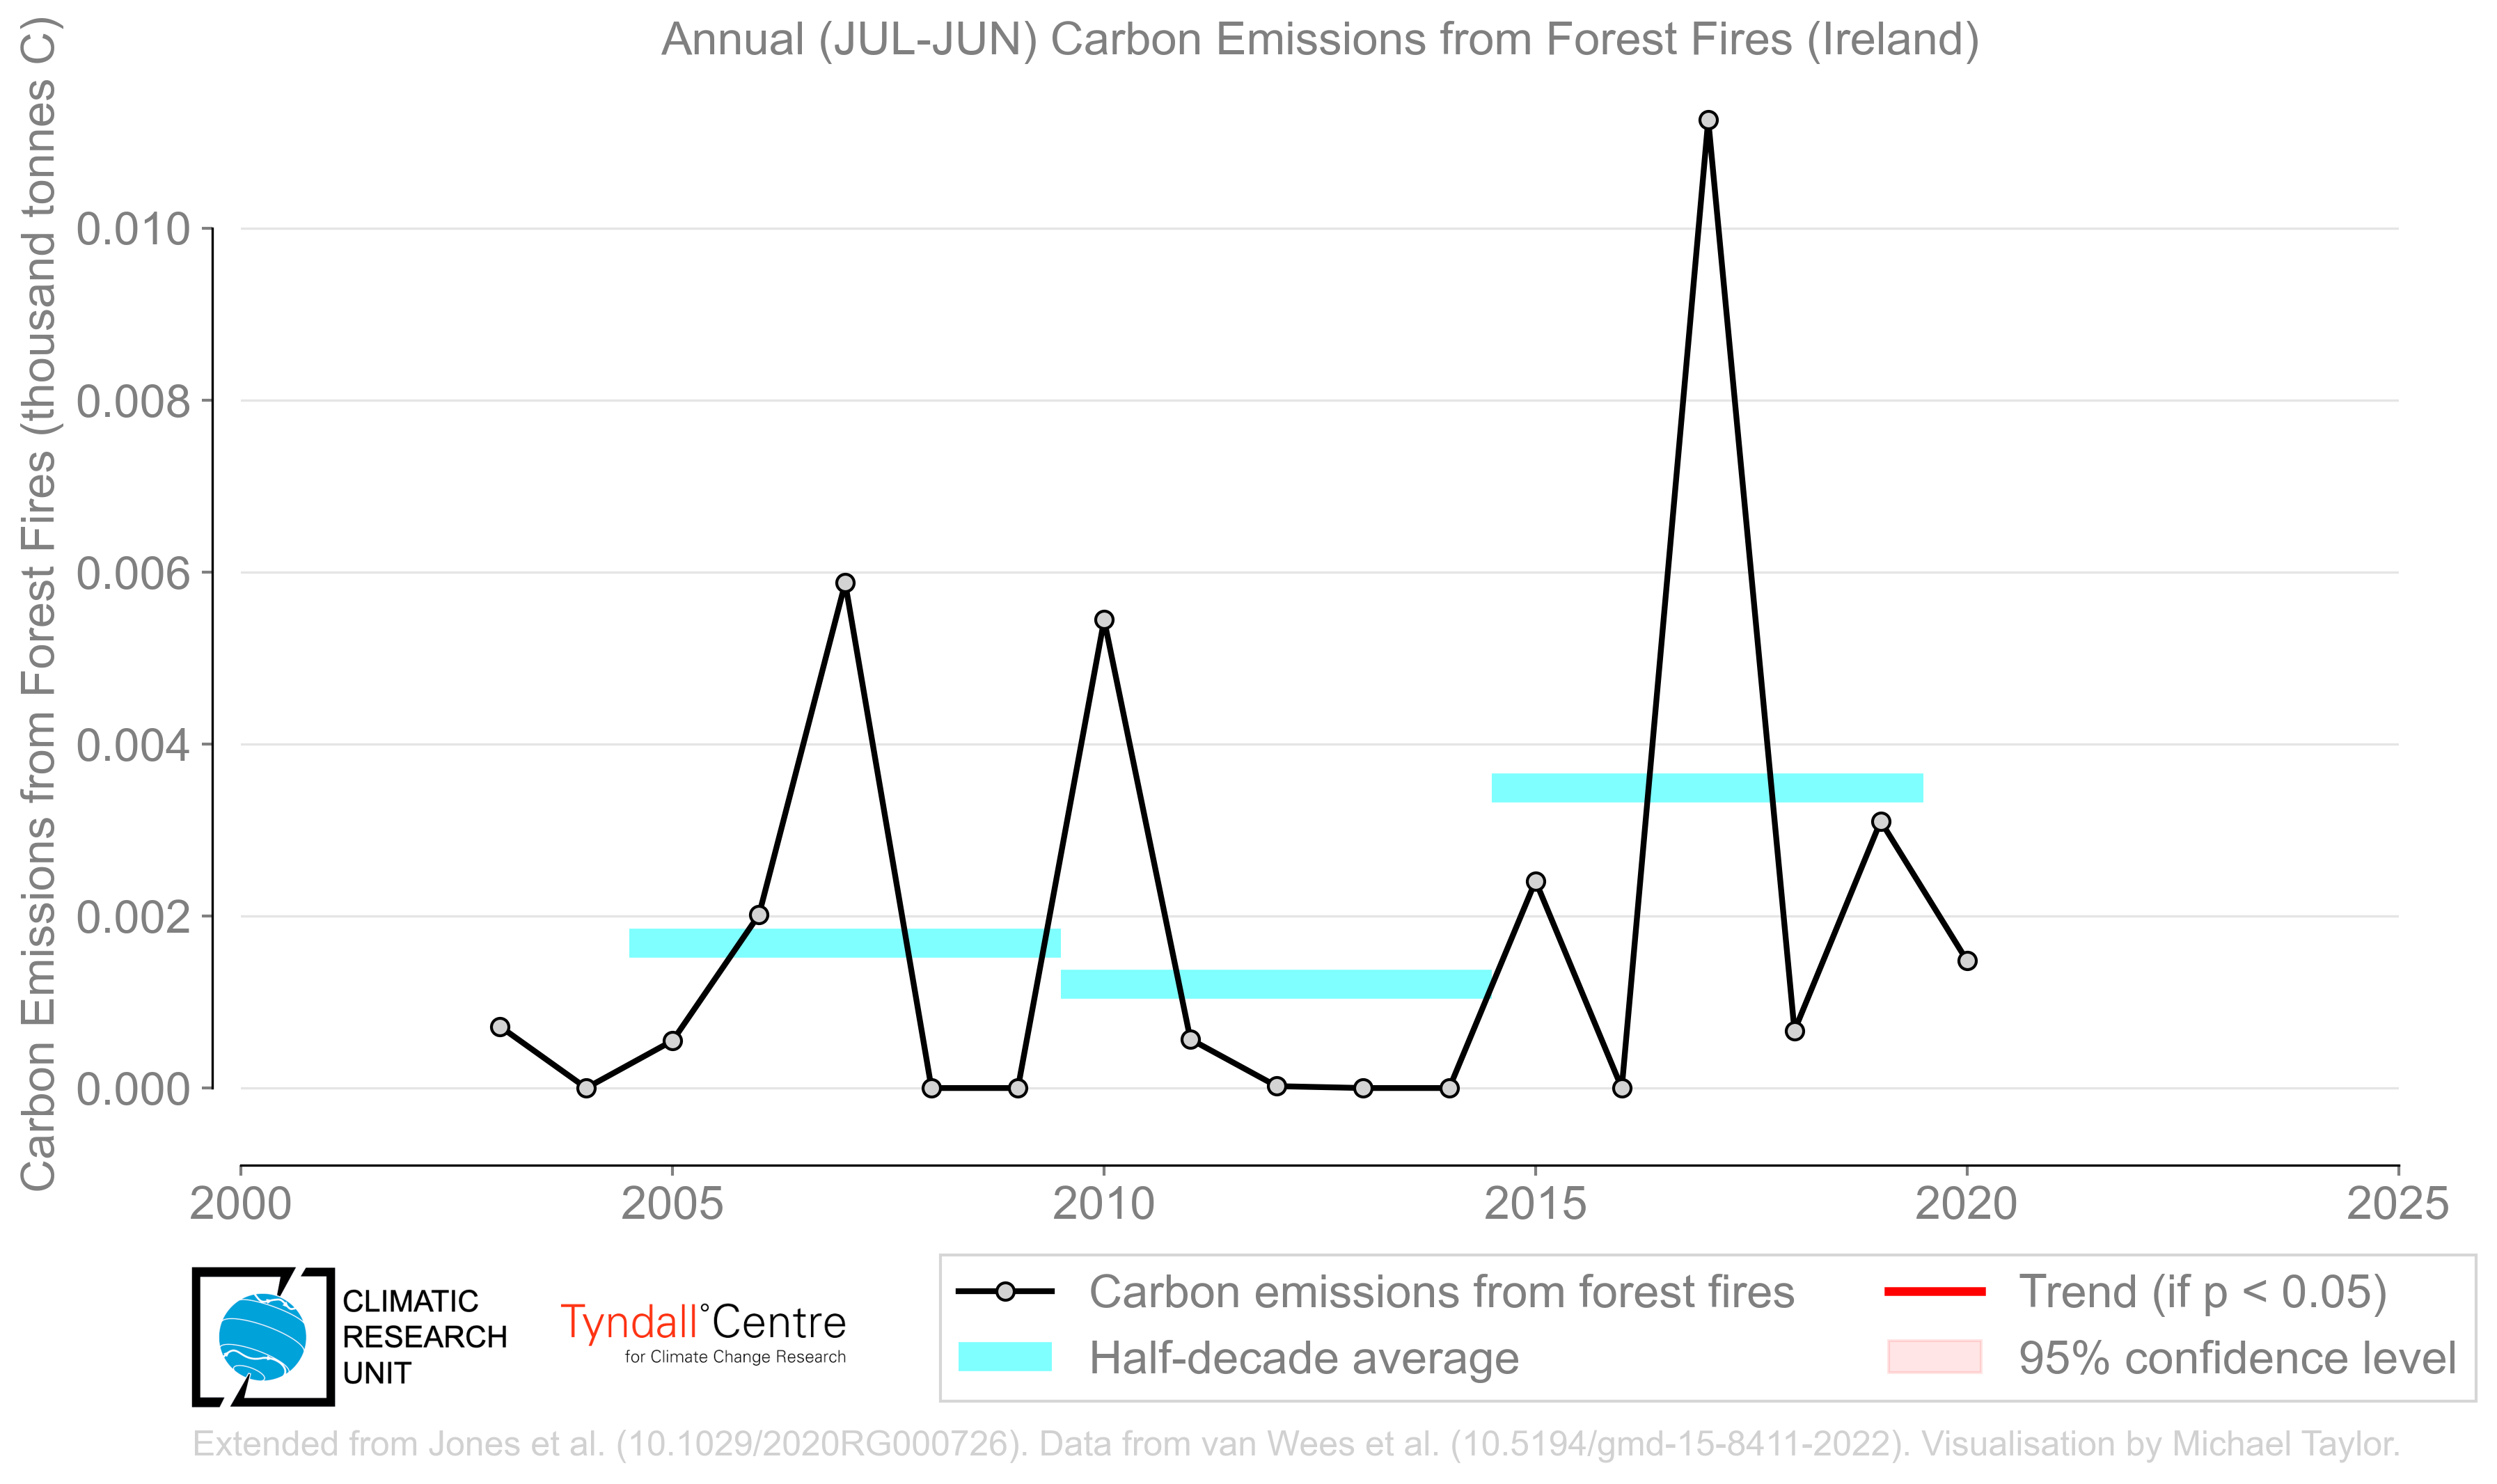 Annual (JUL-JUN) Carbon Emissions from Forest Fires (Ireland)
Carbon Emissions from Forest Fires (thousand tonnes C)
0.010
0.008
0.006
0.004
0.002
0.000
2000 2005 2010 2015 2020 2025
CLIMATIC
RESEARCH
UNIT
Tyndall°Centre
for Climate Change Research
Carbon emissions from forest fires
Half-decade average
Trend (if p < 0.05)
95% confidence level
Extended from Jones et al. (10.1029/2020RG000726). Data from van Wees et al. (10.5194/gmd-15-8411-2022). Visualisation by Michael Taylor.